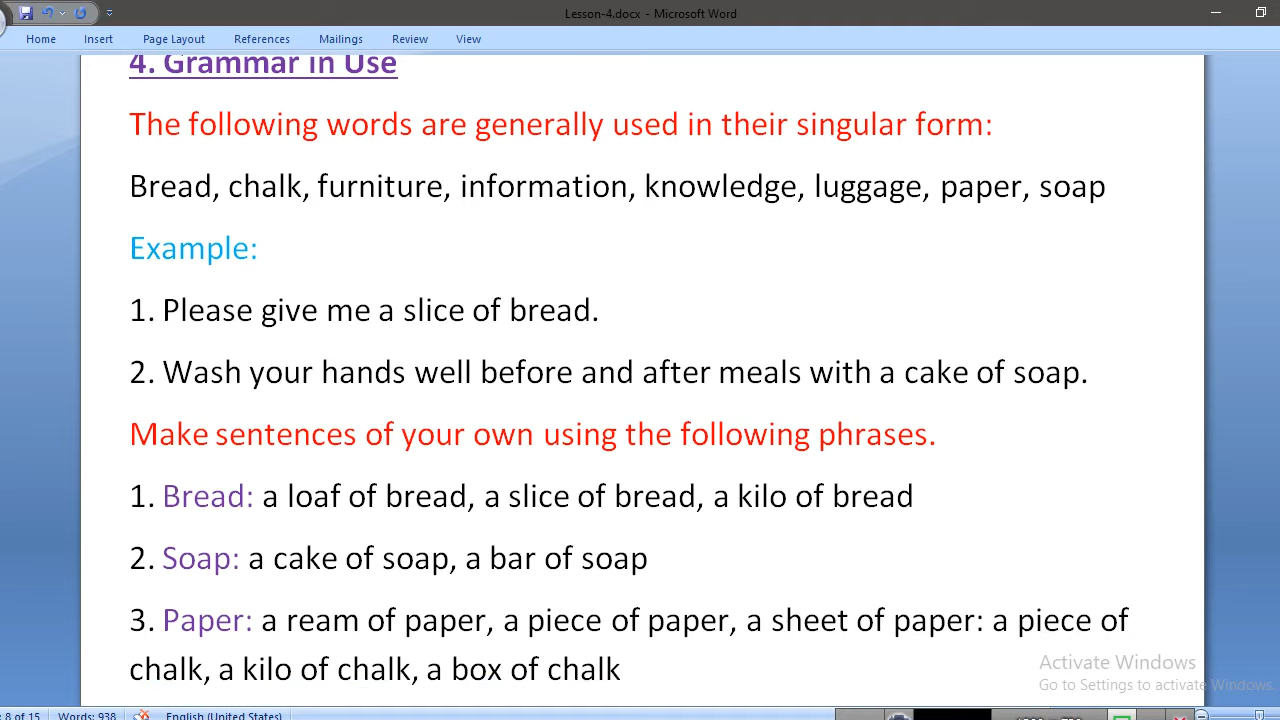 Lesson-4.docx - Microsoft Word
Home Insert Page Layout References Mailings Review View
4. Grammar in Use
The following words are generally used in their singular form:
Bread, chalk, furniture, information, knowledge, luggage, paper, soap
Example:
1. Please give me a slice of bread.
2. Wash your hands well before and after meals with a cake of soap.
Make sentences of your own using the following phrases.
1. Bread: a loaf of bread, a slice of bread, a kilo of bread
2. Soap: a cake of soap, a bar of soap
3. Paper: a ream of paper, a piece of paper, a sheet of paper: a piece of
chalk, a kilo of chalk, a box of chalk
Activate Windows
Go to Settings to activate Windows.
8 of 15 Words: 938 English (United States)